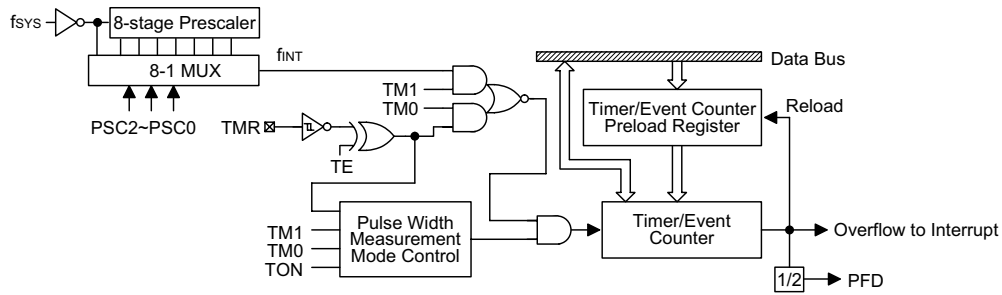 fSYS
8-stage Prescaler
8-1 MUX
fINT
PSC2~PSC0
TM1
TM0
TMR
TE
Data Bus
Timer/Event Counter
Preload Register
Reload
TM1
TM0
TON
Pulse Width
Measurement
Mode Control
Timer/Event
Counter
Overflow to Interrupt
1/2
PFD